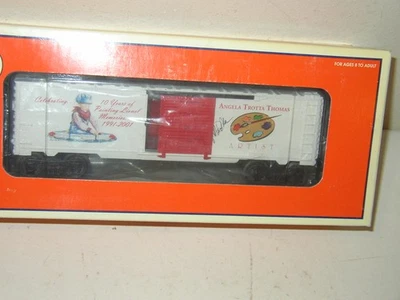 FOR AGES 8 TO ADULT
Celebrating
10 Years of
Painting Lionel
Memories
1991-2001
ANGELA TROTTA THOMAS
ARTIST